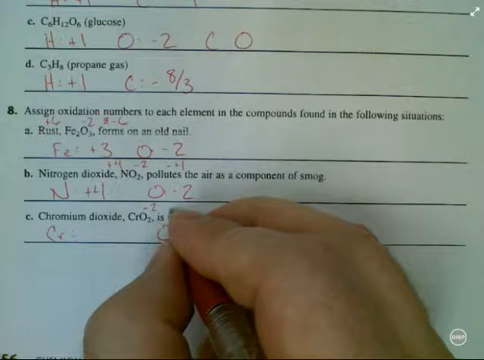 c. C₆H₁₂O₆ (glucose)
H: +1 O: -2 C O
d. C₃H₈ (propane gas)
H: +1 C: - 8/3
8. Assign oxidation numbers to each element in the compounds found in the following situations:
+6 -2 -6
a. Rust, Fe₂O₃, forms on an old nail.
Fe: +3 O -2
+4 -2 -4
b. Nitrogen dioxide, NO₂, pollutes the air as a component of smog.
N +4 O -2
-2
c. Chromium dioxide, CrO₂, is
Cr:
DISP